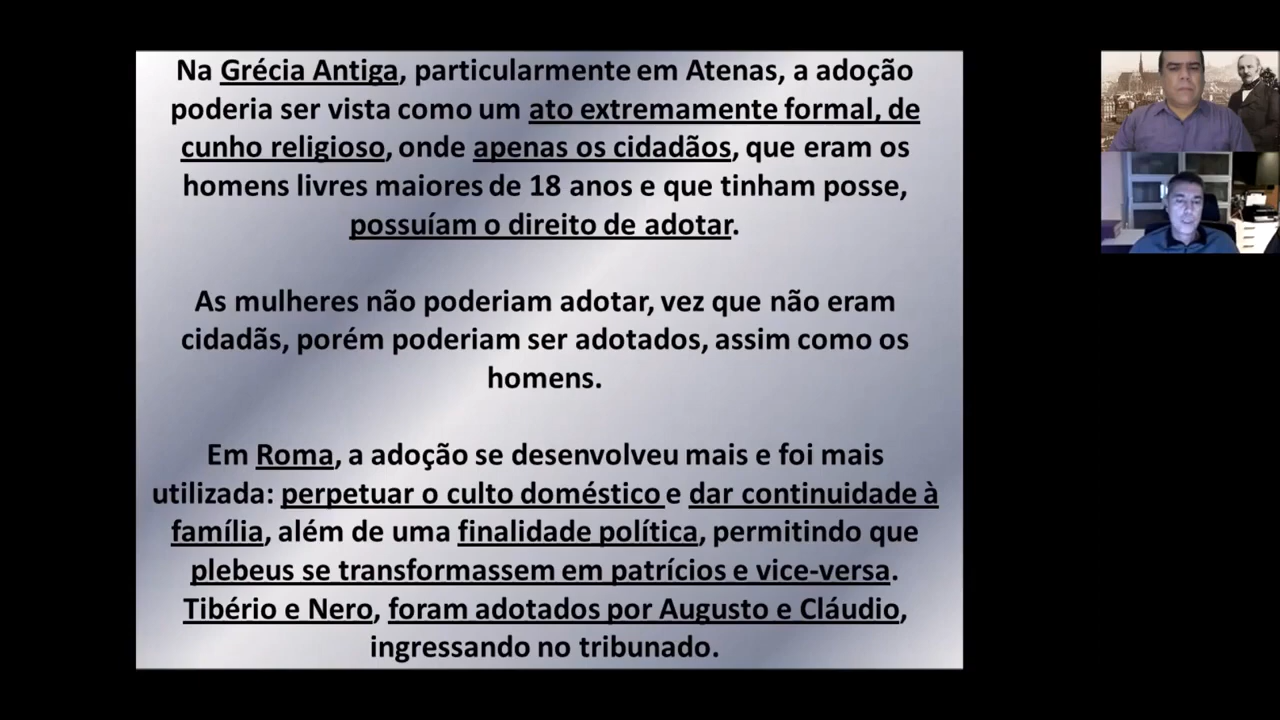 Na Grécia Antiga, particularmente em Atenas, a adoção
poderia ser vista como um ato extremamente formal, de
cunho religioso, onde apenas os cidadãos, que eram os
homens livres maiores de 18 anos e que tinham posse,
possuíam o direito de adotar.
As mulheres não poderiam adotar, vez que não eram
cidadãs, porém poderiam ser adotados, assim como os
homens.
Em Roma, a adoção se desenvolveu mais e foi mais
utilizada: perpetuar o culto doméstico e dar continuidade à
família, além de uma finalidade política, permitindo que
plebeus se transformassem em patrícios e vice-versa.
Tibério e Nero, foram adotados por Augusto e Cláudio,
ingressando no tribunado.